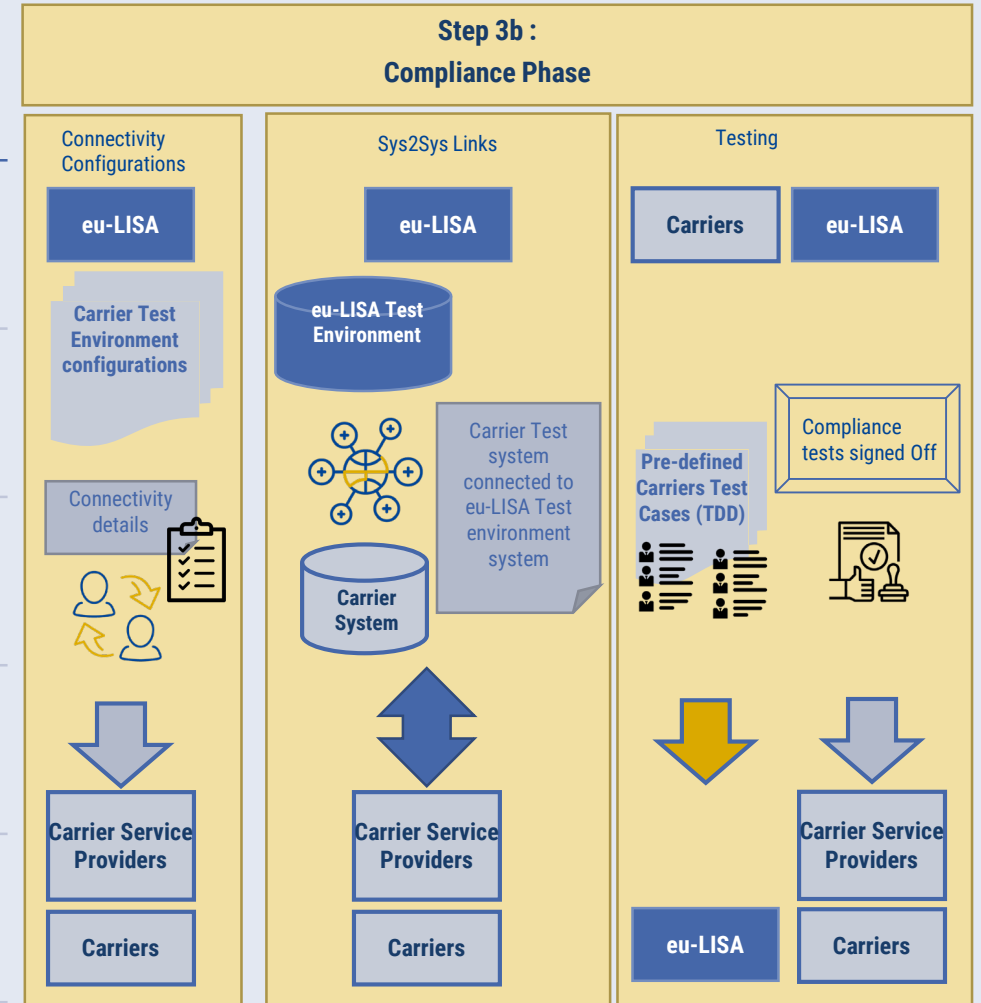 Step 3b :
Compliance Phase
Connectivity
Configurations
eu-LISA
Carrier Test
Environment
configurations
Connectivity
details
Carrier Service
Providers
Carriers
Sys2Sys Links
eu-LISA
eu-LISA Test
Environment
Carrier Test
system
connected to
eu-LISA Test
environment
system
Carrier
System
Carrier Service
Providers
Carriers
Testing
Carriers
eu-LISA
Pre-defined
Carriers Test
Cases (TDD)
Compliance
tests signed Off
eu-LISA
Carrier Service
Providers
Carriers